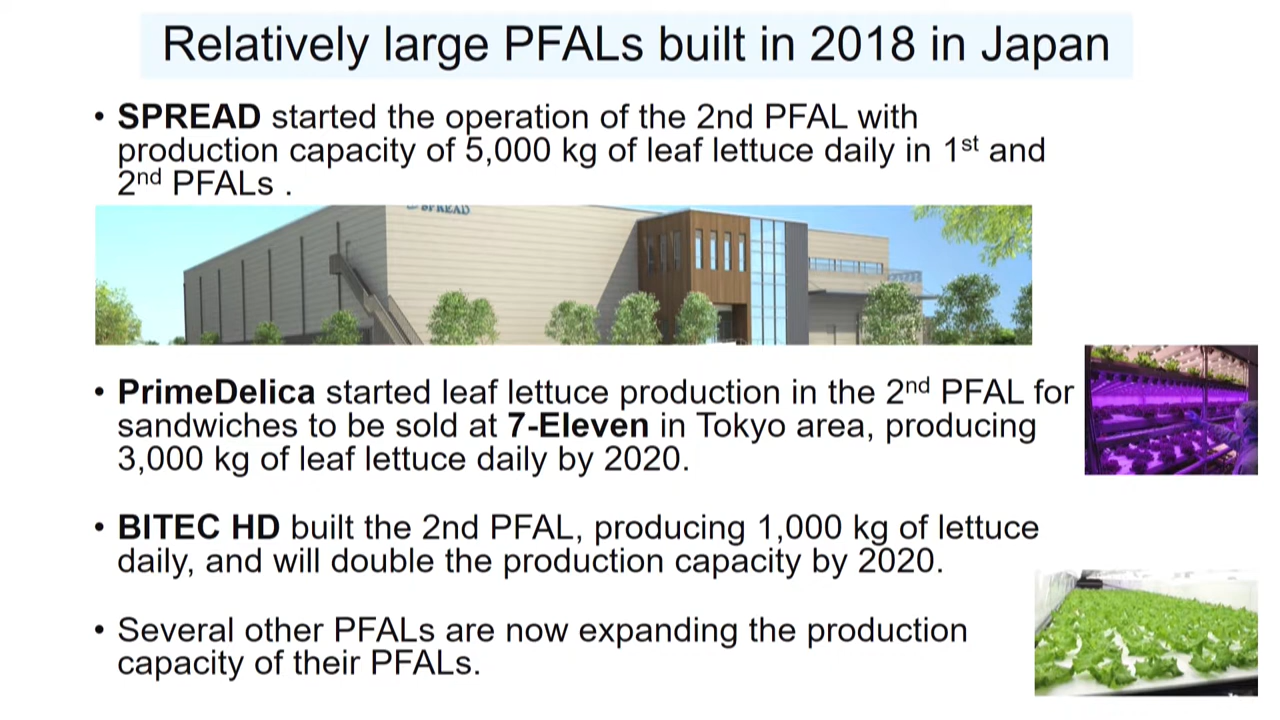 Relatively large PFALs built in 2018 in Japan
• SPREAD started the operation of the 2nd PFAL with
production capacity of 5,000 kg of leaf lettuce daily in 1st and
2nd PFALs .
SPREAD
• PrimeDelica started leaf lettuce production in the 2nd PFAL for
sandwiches to be sold at 7-Eleven in Tokyo area, producing
3,000 kg of leaf lettuce daily by 2020.
• BITEC HD built the 2nd PFAL, producing 1,000 kg of lettuce
daily, and will double the production capacity by 2020.
• Several other PFALs are now expanding the production
capacity of their PFALs.